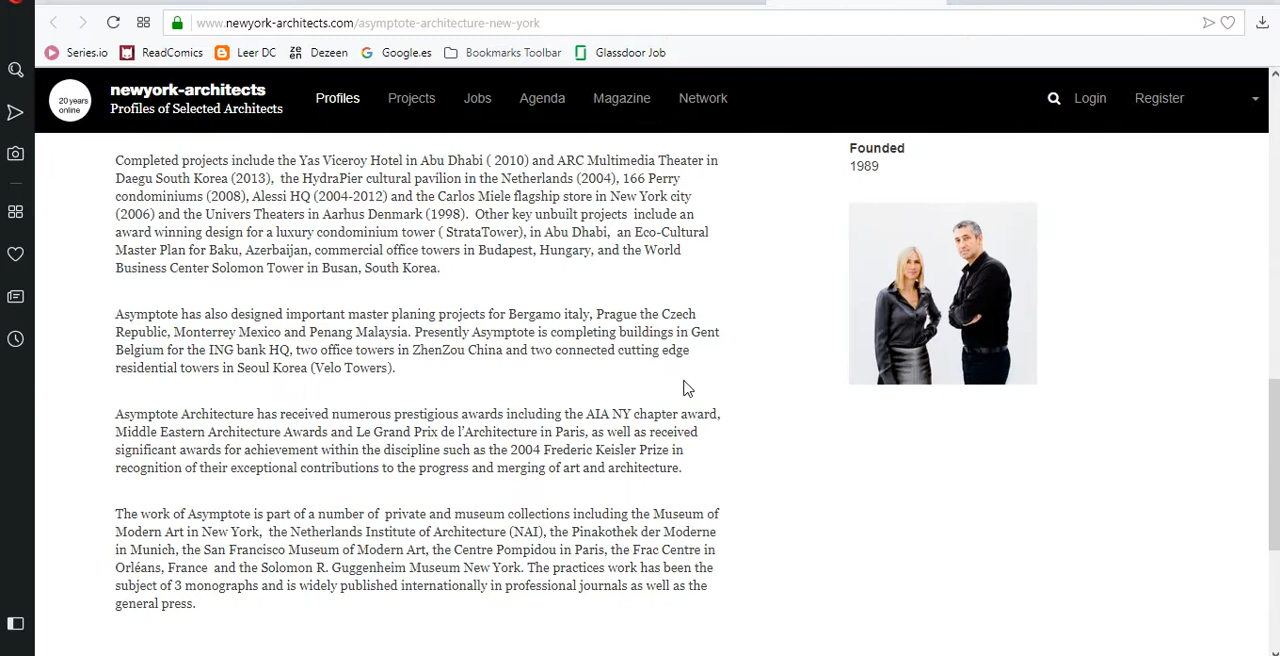 www.newyork-architects.com/asymptote-architecture-new-york
Series.io ReadComics Leer DC Dezeen Google.es Bookmarks Toolbar Glassdoor Job
20 years
online
newyork-architects
Profiles of Selected Architects
Profiles Projects Jobs Agenda Magazine Network Login Register
Completed projects include the Yas Viceroy Hotel in Abu Dhabi ( 2010) and ARC Multimedia Theater in
Daegu South Korea (2013),  the HydraPier cultural pavilion in the Netherlands (2004), 166 Perry
condominiums (2008), Alessi HQ (2004-2012) and the Carlos Miele flagship store in New York city
(2006) and the Univers Theaters in Aarhus Denmark (1998).  Other key unbuilt projects  include an
award winning design for a luxury condominium tower ( StrataTower), in Abu Dhabi,  an Eco-Cultural
Master Plan for Baku, Azerbaijan, commercial office towers in Budapest, Hungary, and the World
Business Center Solomon Tower in Busan, South Korea.
Asymptote has also designed important master planing projects for Bergamo italy, Prague the Czech
Republic, Monterrey Mexico and Penang Malaysia. Presently Asymptote is completing buildings in Gent
Belgium for the ING bank HQ, two office towers in ZhenZou China and two connected cutting edge
residential towers in Seoul Korea (Velo Towers).
Asymptote Architecture has received numerous prestigious awards including the AIA NY chapter award,
Middle Eastern Architecture Awards and Le Grand Prix de l'Architecture in Paris, as well as received
significant awards for achievement within the discipline such as the 2004 Frederic Keisler Prize in
recognition of their exceptional contributions to the progress and merging of art and architecture.
The work of Asymptote is part of a number of  private and museum collections including the Museum of
Modern Art in New York,  the Netherlands Institute of Architecture (NAI), the Pinakothek der Moderne
in Munich, the San Francisco Museum of Modern Art, the Centre Pompidou in Paris, the Frac Centre in
Orléans, France  and the Solomon R. Guggenheim Museum New York. The practices work has been the
subject of 3 monographs and is widely published internationally in professional journals as well as the
general press.
Founded
1989